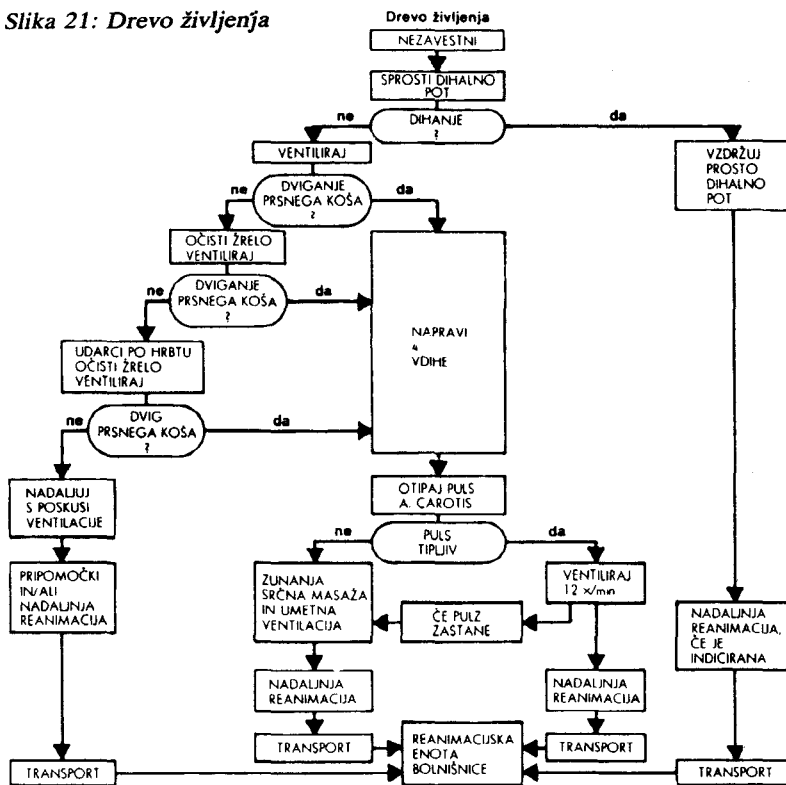 Slika 21: Drevo življenja
Drevo življenja
NEZAVESTNI
SPROSTI DIHALNO
POT
ne
DIHANJE
?
da
VENTILIRAJ
VZDRŽUJ
PROSTO
DIHALNO
POT
ne
DVIGANJE
PRSNEGA KOŠA
?
da
OČISTI ŽRELO
VENTILIRAJ
ne
DVIGANJE
PRSNEGA KOŠA
?
da
NAPRAVI
4
VDIHE
UDARCI PO HRBTU
OČISTI ŽRELO
VENTILIRAJ
ne
DVIG
PRSNEGA KOŠA
?
da
NADALJUJ
S POSKUSI
VENTILACIJE
OTIPAJ PULS
A. CAROTIS
ne
PULS
TIPLJIV
da
PRIPOMOČKI
IN/ALI
NADALJNJA
REANIMACIJA
ZUNANJA
SRČNA MASAŽA
IN UMETNA
VENTILACIJA
ČE PULZ
ZASTANE
VENTILIRAJ
12 x/min
NADALJNJA
REANIMACIJA,
ČE JE
INDICIRANA
NADALJNJA
REANIMACIJA
NADALJNJA
REANIMACIJA
TRANSPORT
REANIMACIJSKA
ENOTA
BOLNIŠNICE
TRANSPORT
TRANSPORT
TRANSPORT